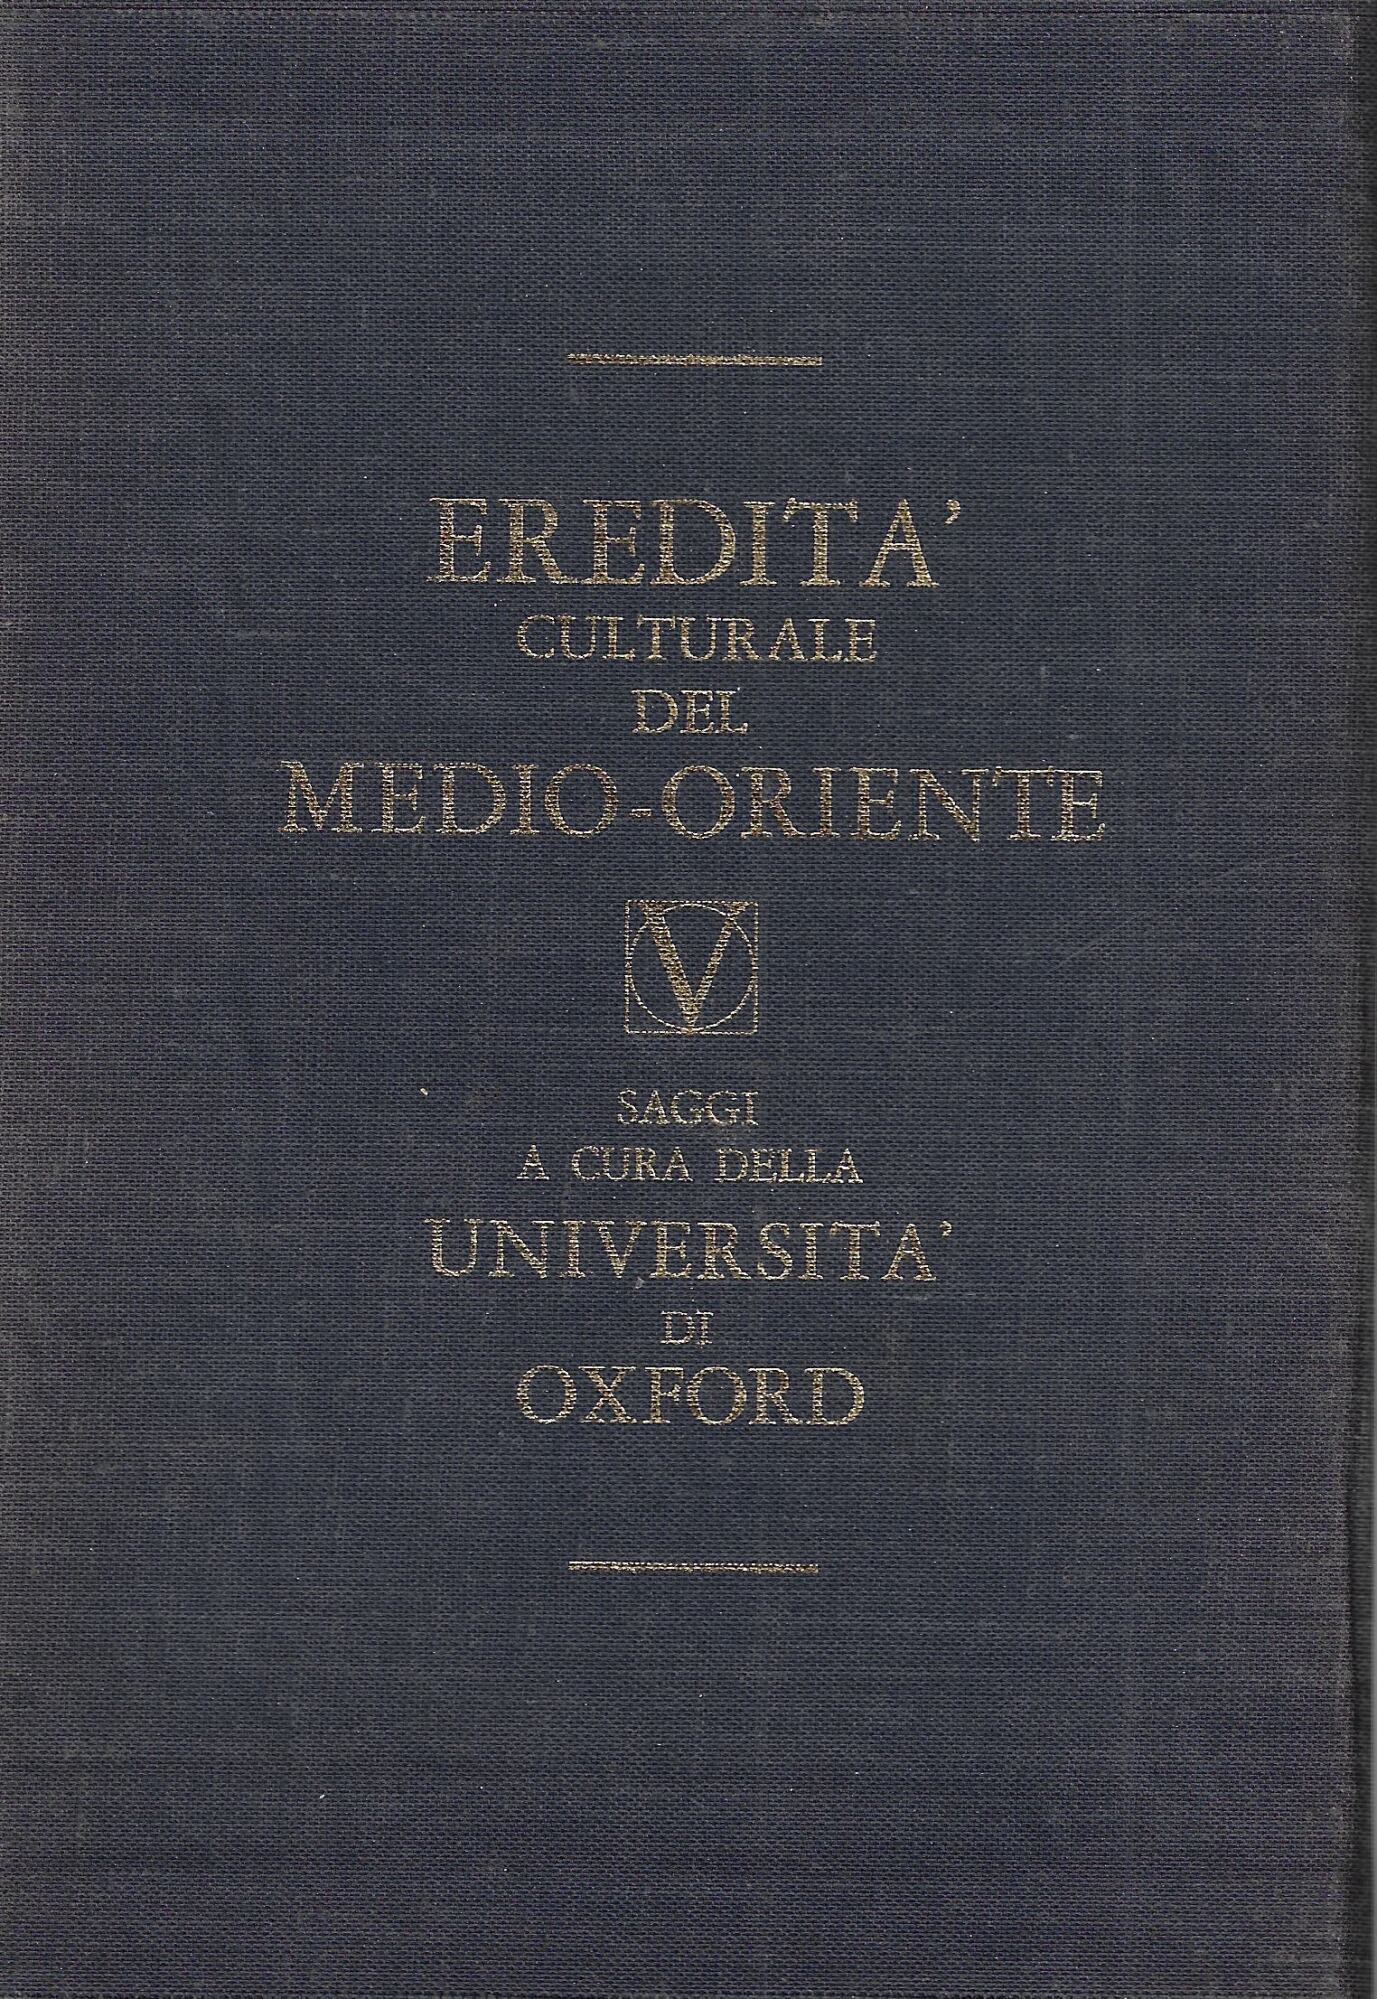 EREDITA'
CULTURALE
DEL
MEDIO-ORIENTE
V
SAGGI
A CURA DELLA
UNIVERSITA'
DI
OXFORD